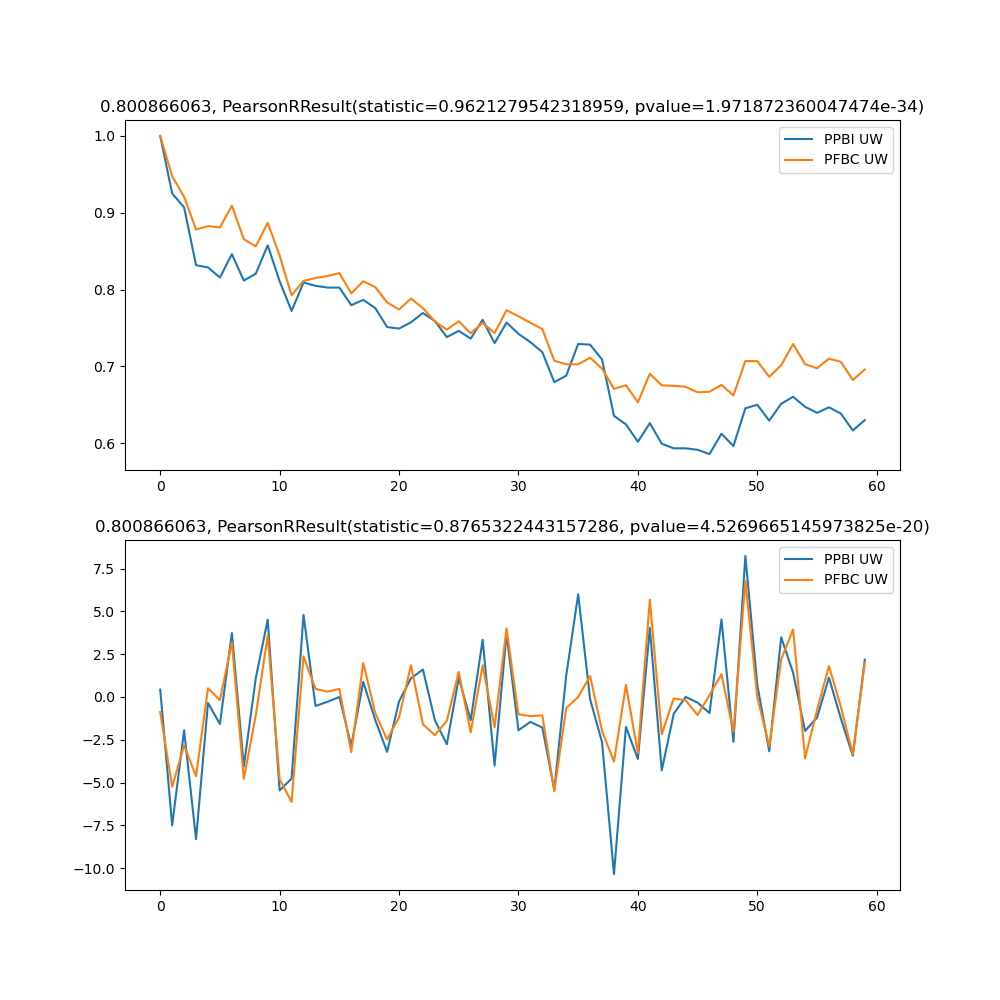 0.800866063, PearsonRResult(statistic=0.9621279542318959, pvalue=1.971872360047474e-34)
PPBI UW
PFBC UW
1.0
0.9
0.8
0.7
0.6
0 10 20 30 40 50 60
0.800866063, PearsonRResult(statistic=0.8765322443157286, pvalue=4.5269665145973825e-20)
PPBI UW
PFBC UW
7.5
5.0
2.5
0.0
−2.5
−5.0
−7.5
−10.0
0 10 20 30 40 50 60